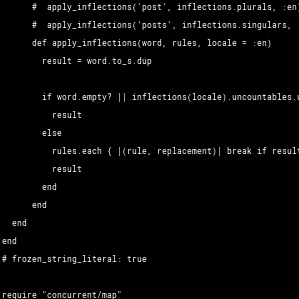 #  apply_inflections('post', inflections.plurals, :en)
#  apply_inflections('posts', inflections.singulars,
def apply_inflections(word, rules, locale = :en)
result = word.to_s.dup
if word.empty? || inflections(locale).uncountables.u
result
else
rules.each { |(rule, replacement)| break if result
result
end
end
end
end
# frozen_string_literal: true
require "concurrent/map"